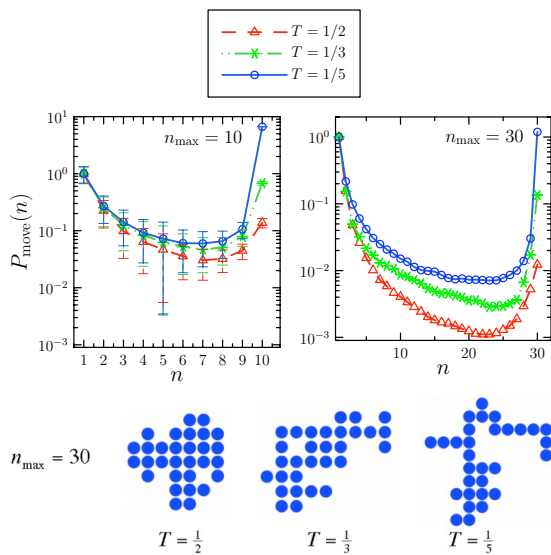 T = 1/2
T = 1/3
T = 1/5
P_move(n)
10^1
10^0
10^−1
10^−2
10^−3
n_max = 10
1 2 3 4 5 6 7 8 9 10
n
10^0
10^−1
10^−2
10^−3
n_max = 30
10 20 30
n
n_max = 30
T = 1/2
T = 1/3
T = 1/5